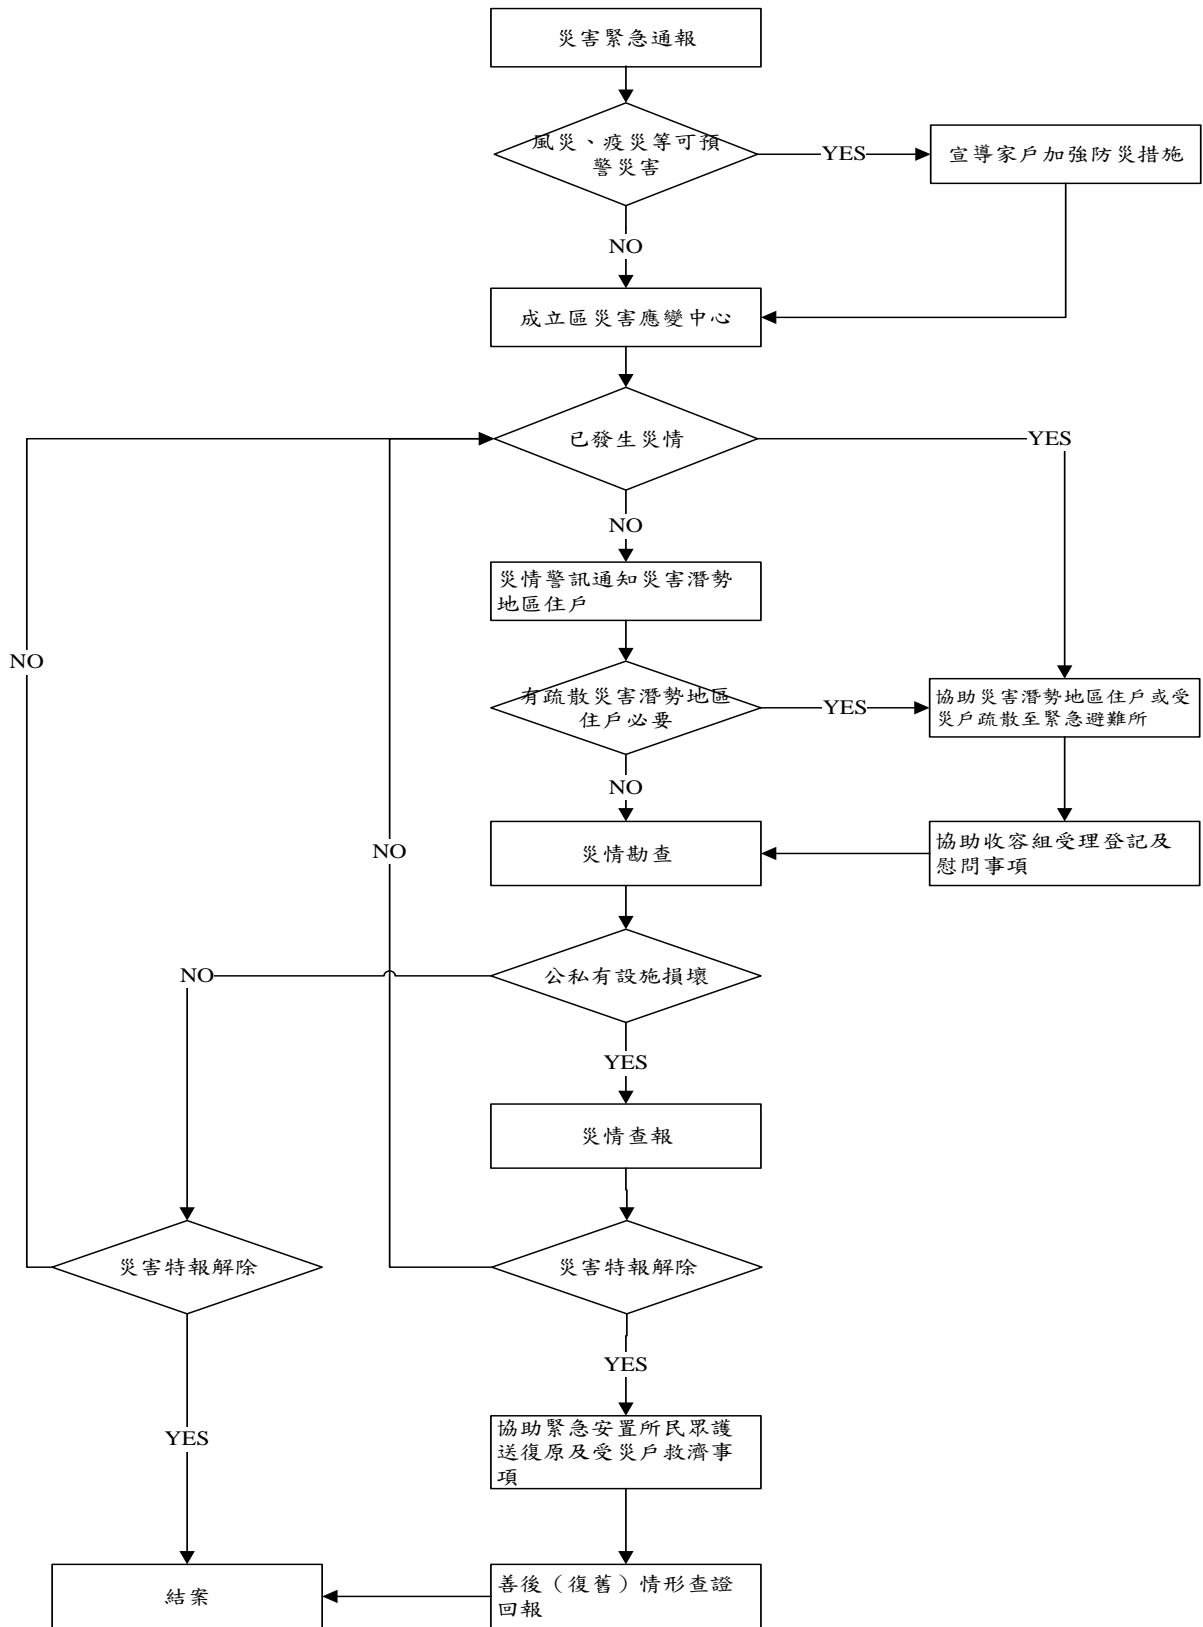 災害緊急通報
風災、疫災等可預
警災害
YES
宣導家戶加強防災措施
NO
成立區災害應變中心
已發生災情
YES
NO
災情警訊通知災害潛勢
地區住戶
NO
有疏散災害潛勢地區
住戶必要
YES
協助災害潛勢地區住戶或受
災戶疏散至緊急避難所
NO
災情勘查
協助收容組受理登記及
慰問事項
NO
公私有設施損壞
NO
YES
災情查報
災害特報解除
災害特報解除
YES
YES
協助緊急安置所民眾護
送復原及受災戶救濟事
項
結案
善後（復舊）情形查證
回報